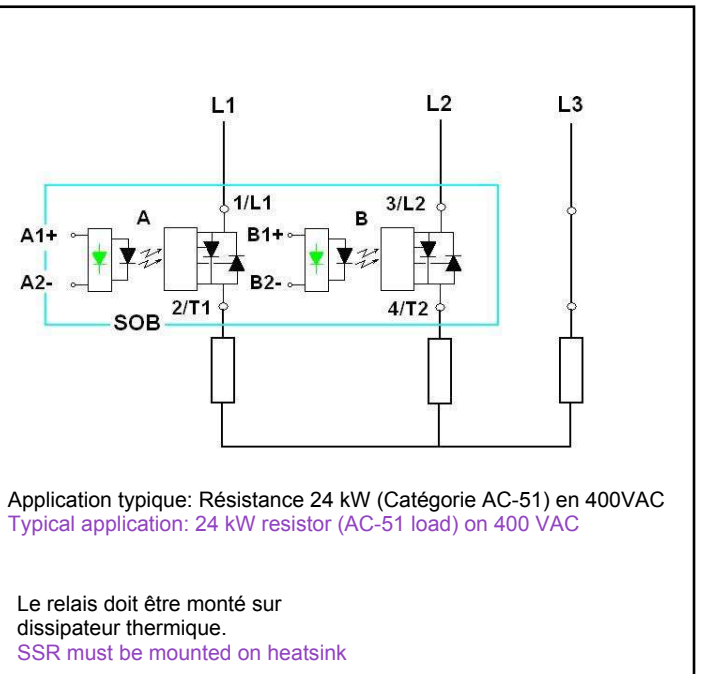 L1 L2 L3
1/L1 3/L2
A B
A1+ B1+
A2- B2-
2/T1 4/T2
SOB
Application typique: Résistance 24 kW (Catégorie AC-51) en 400VAC
Typical application: 24 kW resistor (AC-51 load) on 400 VAC
Le relais doit être monté sur
dissipateur thermique.
SSR must be mounted on heatsink